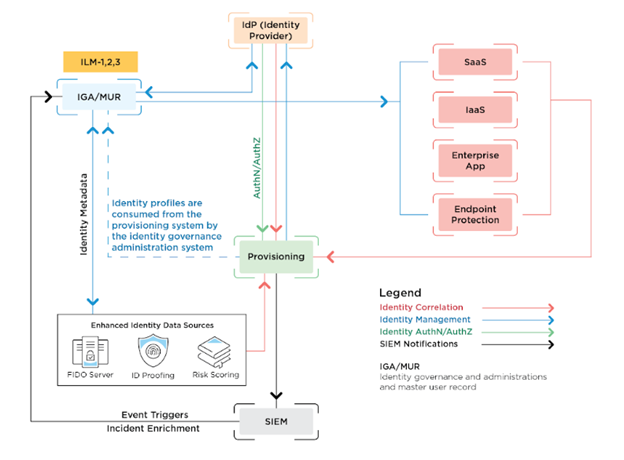 IdP (Identity
Provider)
ILM-1,2,3
IGA/MUR
SaaS
IaaS
Enterprise
App
Endpoint
Protection
AuthN/AuthZ
Identity Metadata
Identity profiles are
consumed from the
provisioning system by
the identity governance
administration system
Provisioning
Enhanced Identity Data Sources
FIDO Server
ID Proofing
Risk Scoring
Event Triggers
Incident Enrichment
SIEM
Legend
Identity Correlation
Identity Management
Identity AuthN/AuthZ
SIEM Notifications
IGA/MUR
Identity governance and administrations
and master user record